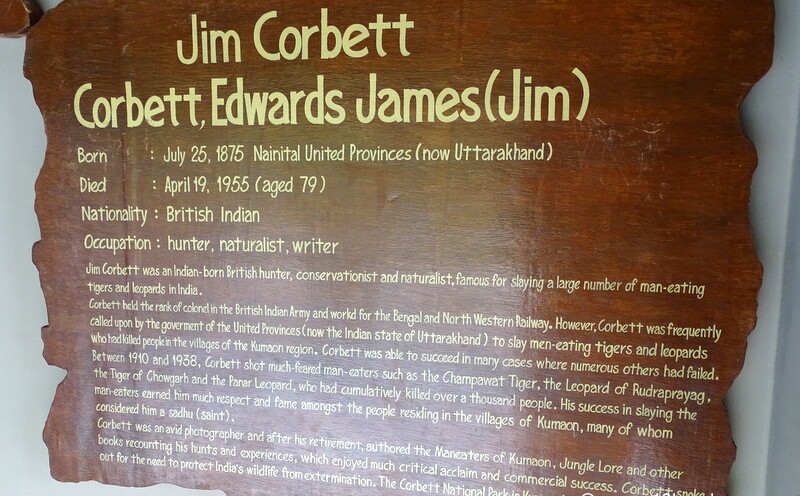 Jim Corbett
Corbett, Edwards James (Jim)
Born : July 25, 1875 Nainital United Provinces (now Uttarakhand)
Died : April 19, 1955 (aged 79)
Nationality : British Indian
Occupation : hunter, naturalist, writer
Jim Corbett was an Indian-born British hunter, conservationist and naturalist, famous for slaying a large number of man-eating
tigers and leopards in India.
Corbett held the rank of colonel in the British Indian Army and workd for the Bengal and North Western Railway. However, Corbett was frequently
called upon by the goverment of the United Provinces (now the Indian state of Uttarakhand) to slay men-eating tigers and leopards
who had killed people in the villages of the Kumaon region. Corbett was able to succeed in many cases where numerous others had failed.
Between 1910 and 1938, Corbett shot much-feared man-eaters such as the Champawat Tiger, the Leopard of Rudraprayag,
the Tiger of Chowgarh and the Panar Leopard, who had cumulatively killed over a thousand people. His success in slaying the
man-eaters earned him much respect and fame amongst the people residing in the villages of Kumaon, many of whom
considered him a sadhu (saint).
Corbett was an avid photographer and after his retirement, authored the Maneaters of Kumaon, Jungle Lore and other
books recounting his hunts and experiences, which enjoyed much critical acclaim and commercial success. Corbett spoke
out for the need to protect India's wildlife from extermination. The Corbett National Park in